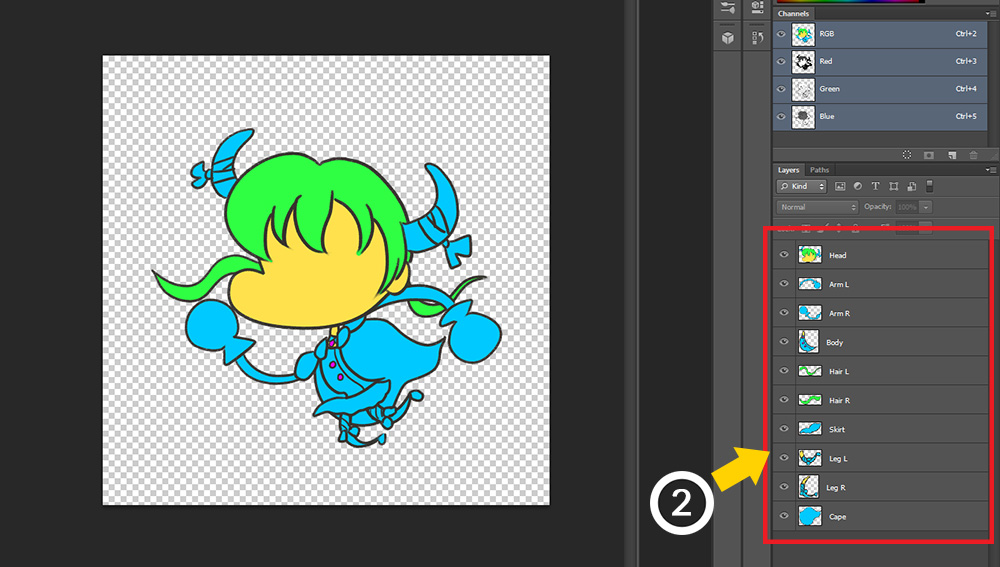 Channels
RGB Ctrl+2
Red Ctrl+3
Green Ctrl+4
Blue Ctrl+5
Layers Paths
Kind
Normal Opacity: 100%
Head
Arm L
Arm R
Body
Hair L
Hair R
Skirt
Leg L
Leg R
Cape
2